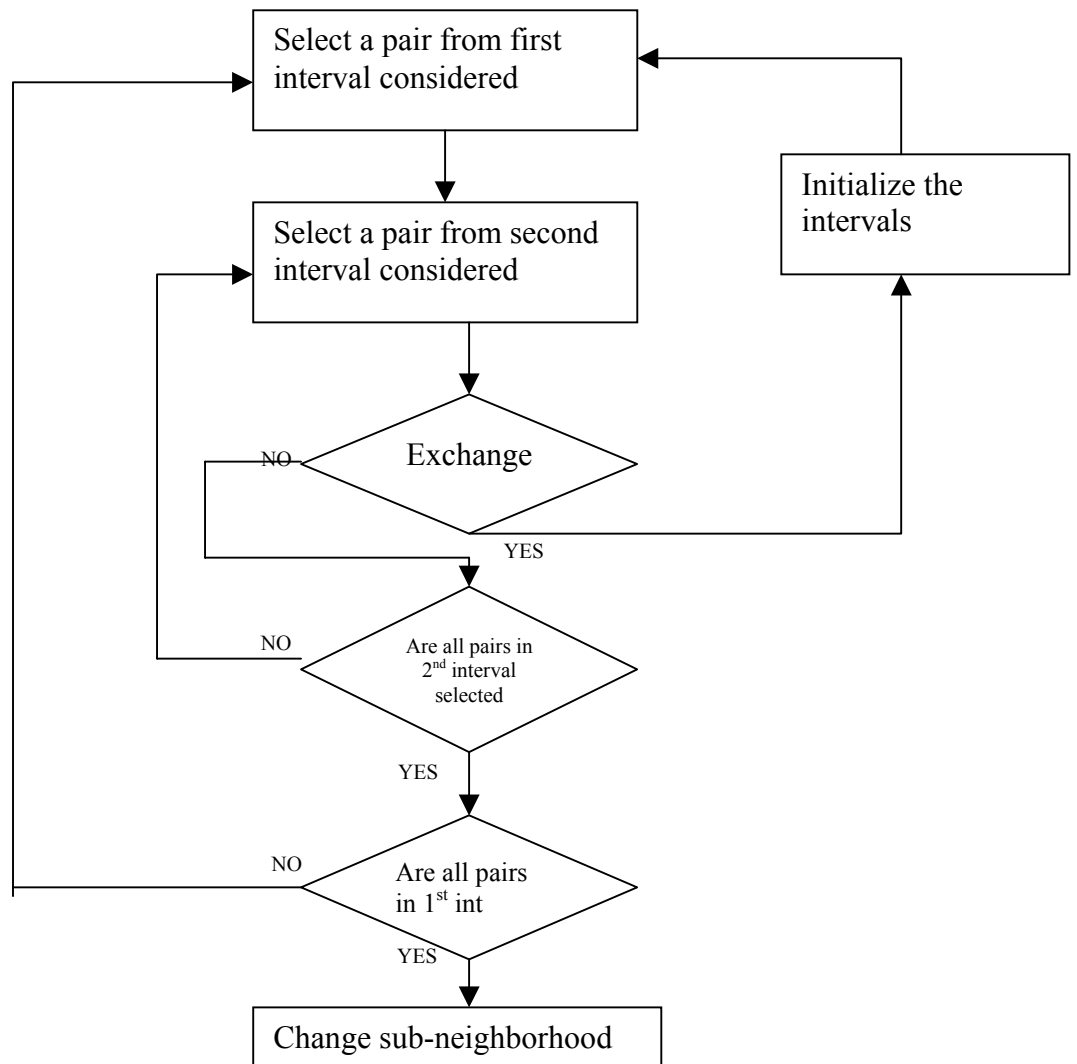 Select a pair from first
interval considered
Initialize the
intervals
Select a pair from second
interval considered
Exchange
NO
YES
NO
Are all pairs in
2nd interval
selected
YES
NO
Are all pairs
in 1st int
YES
Change sub-neighborhood